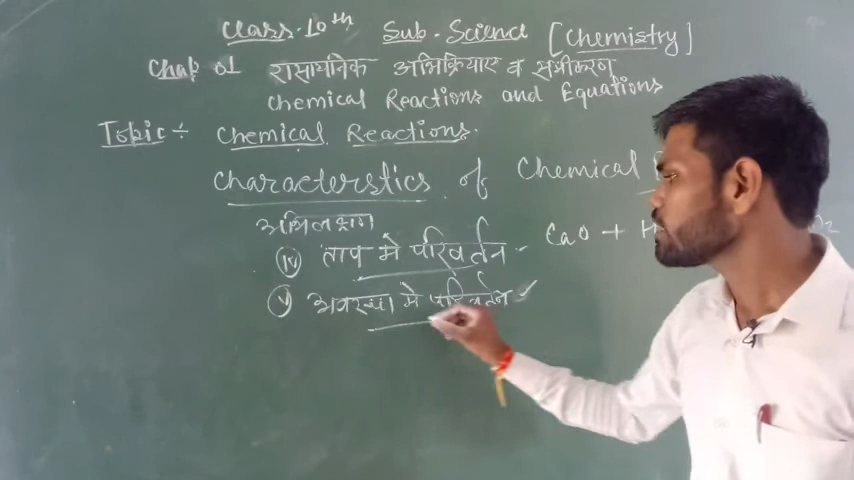 Class. 10th Sub. Science [Chemistry]
Chap 01 रासायनिक अभिक्रियाए व समीकरण
Chemical Reactions and Equations
Topic ÷ Chemical Reactions.
Characterstics of Chemical
अभिलक्षण
(iv) ताप मे परिवर्तन - CaO + H
(v) अवस्था मे परिवर्तन